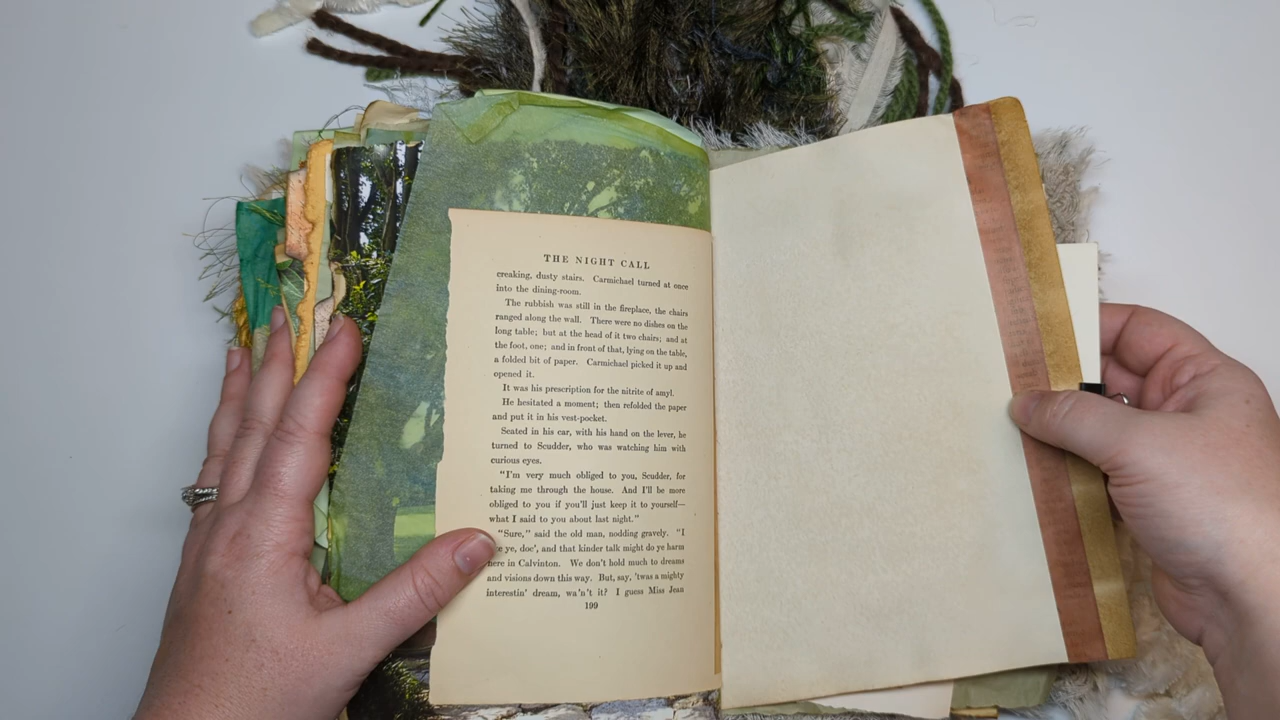 THE NIGHT CALL
creaking, dusty stairs. Carmichael turned at once
into the dining-room.
The rubbish was still in the fireplace, the chairs
ranged along the wall. There were no dishes on the
long table; but at the head of it two chairs; and at
the foot, one; and in front of that, lying on the table,
a folded bit of paper. Carmichael picked it up and
opened it.
It was his prescription for the nitrite of amyl.
He hesitated a moment; then refolded the paper
and put it in his vest-pocket.
Seated in his car, with his hand on the lever, he
turned to Scudder, who was watching him with
curious eyes.
"I'm very much obliged to you, Scudder, for
taking me through the house. And I'll be more
obliged to you if you'll just keep it to yourself—
what I said to you about last night."
"Sure," said the old man, nodding gravely. "I
ye, doc', and that kinder talk might do ye harm
here in Calvinton. We don't hold much to dreams
and visions down this way. But, say, 'twas a mighty
interestin' dream, wa'n't it? I guess Miss Jean
199